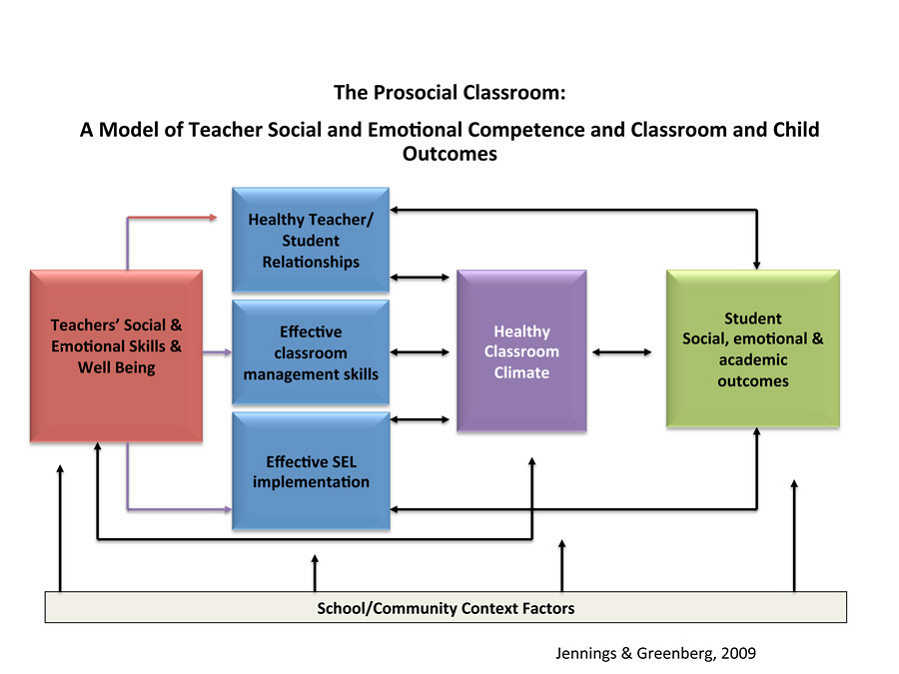 The Prosocial Classroom:
A Model of Teacher Social and Emotional Competence and Classroom and Child
Outcomes
Healthy Teacher/
Student
Relationships
Teachers’ Social &
Emotional Skills &
Well Being
Effective
classroom
management skills
Healthy
Classroom
Climate
Student
Social, emotional &
academic
outcomes
Effective SEL
implementation
School/Community Context Factors
Jennings & Greenberg, 2009